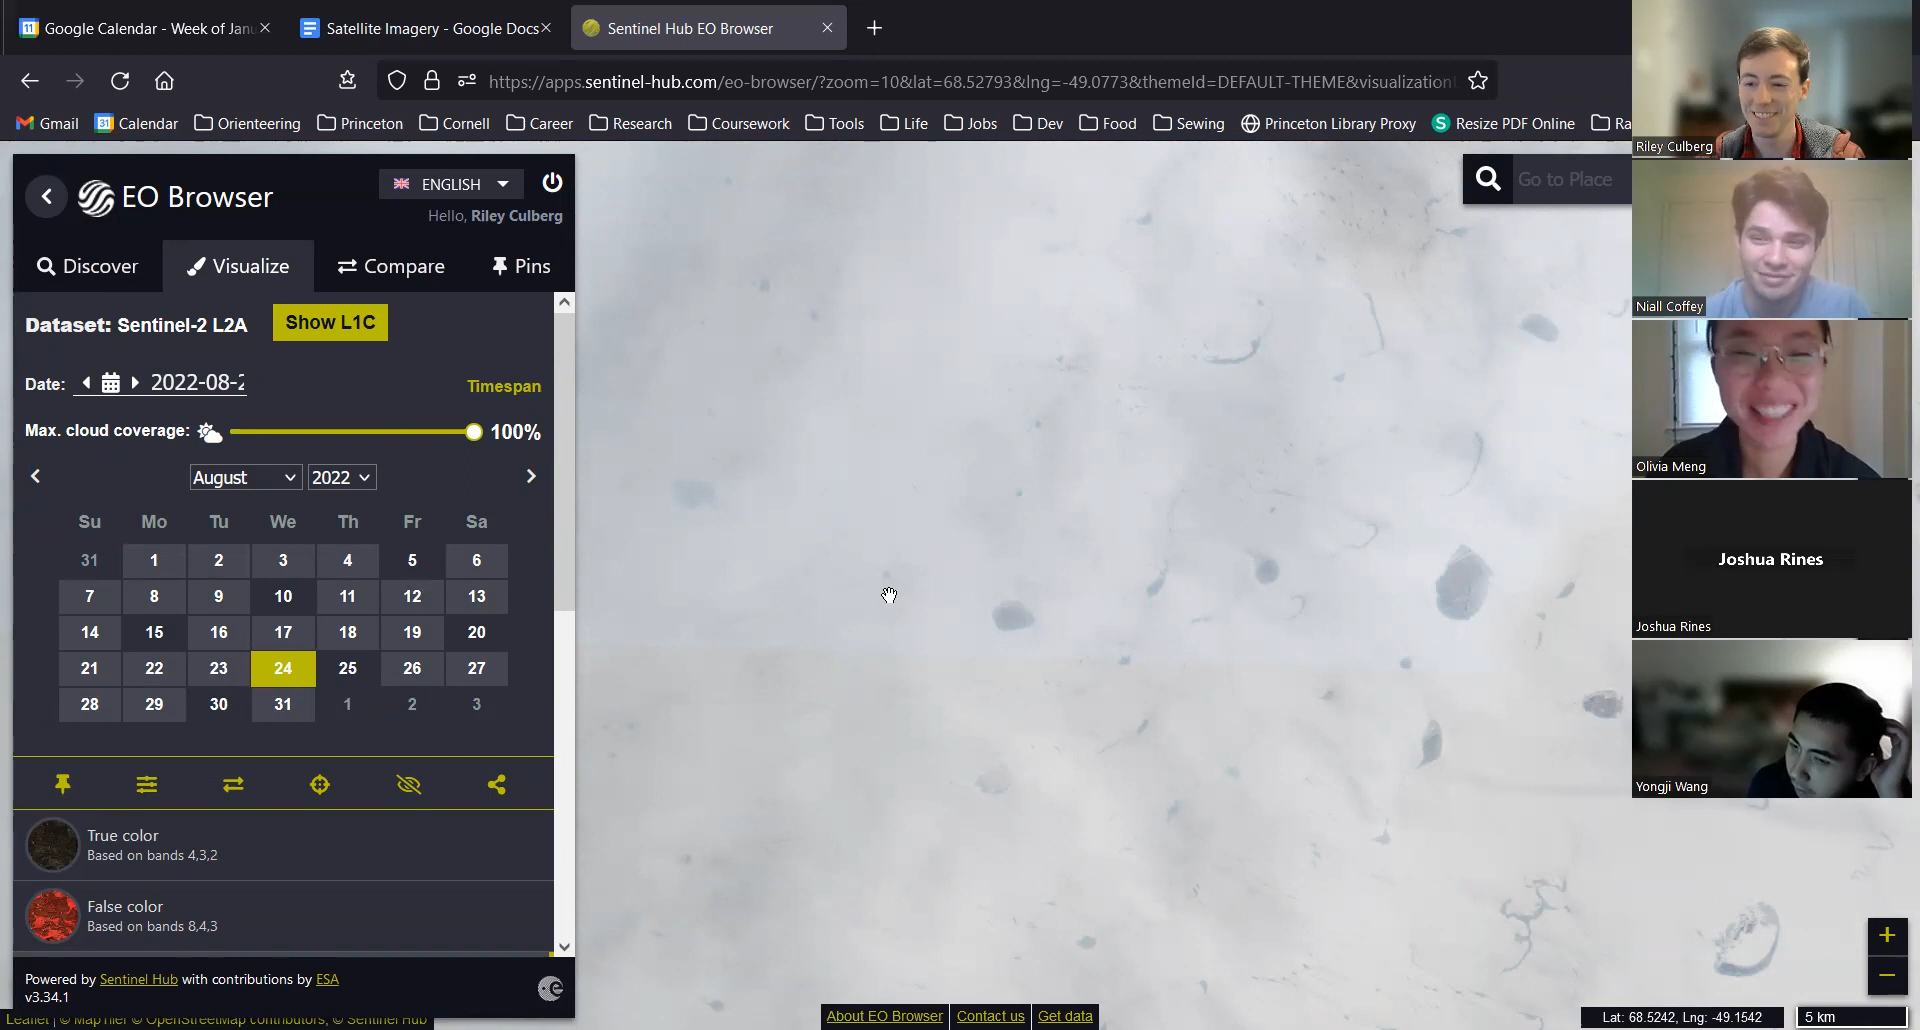 Google Calendar - Week of Janu
Satellite Imagery - Google Docs
Sentinel Hub EO Browser
https://apps.sentinel-hub.com/eo-browser/?zoom=10&lat=68.52793&lng=-49.0773&themeId=DEFAULT-THEME&visualization
Gmail
31 Calendar
Orienteering
Princeton
Cornell
Career
Research
Coursework
Tools
Life
Jobs
Dev
Food
Sewing
Princeton Library Proxy
S Resize PDF Online
Ra
EO Browser
ENGLISH
Hello, Riley Culberg
Discover
Visualize
Compare
Pins
Dataset: Sentinel-2 L2A
Show L1C
Date:
2022-08-2
Timespan
Max. cloud coverage:
100%
August
2022
Su Mo Tu We Th Fr Sa
31 1 2 3 4 5 6
7 8 9 10 11 12 13
14 15 16 17 18 19 20
21 22 23 24 25 26 27
28 29 30 31 1 2 3
True color
Based on bands 4,3,2
False color
Based on bands 8,4,3
Powered by Sentinel Hub with contributions by ESA
v3.34.1
Leaflet | © MapTiler © OpenStreetMap contributors, © Sentinel Hub
About EO Browser
Contact us
Get data
Go to Place
Riley Culberg
Niall Coffey
Olivia Meng
Joshua Rines
Joshua Rines
Yongji Wang
+
−
Lat: 68.5242, Lng: -49.1542
5 km